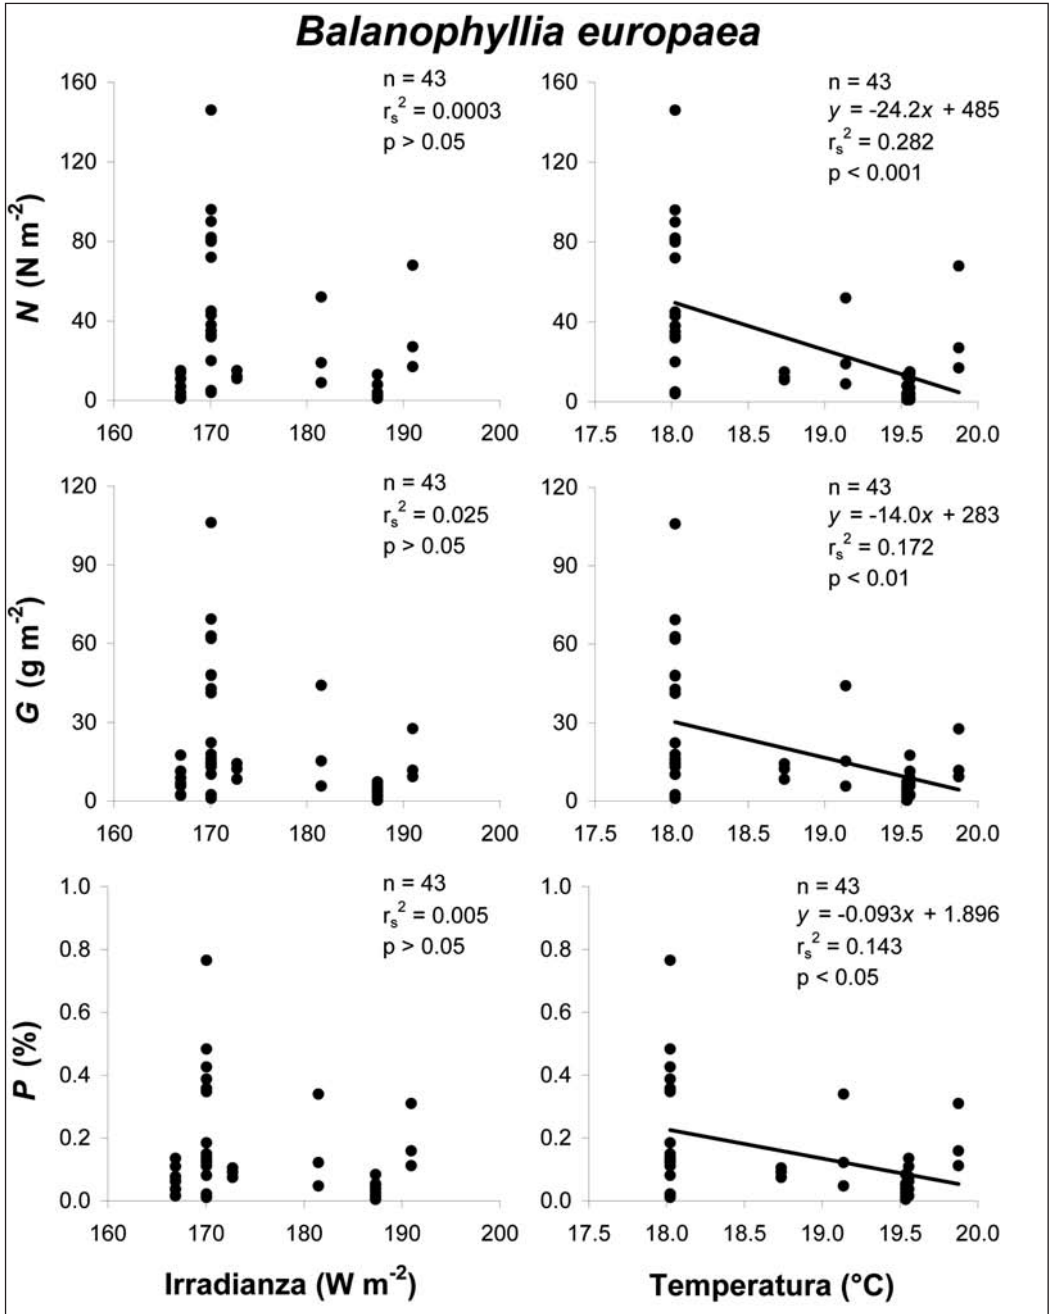 Balanophyllia europaea
N (N m⁻²)
160
120
80
40
0
160 170 180 190 200
n = 43
rₛ² = 0.0003
p > 0.05
160
120
80
40
0
17.5 18.0 18.5 19.0 19.5 20.0
n = 43
y = -24.2x + 485
rₛ² = 0.282
p < 0.001
G (g m⁻²)
120
90
60
30
0
160 170 180 190 200
n = 43
rₛ² = 0.025
p > 0.05
120
90
60
30
0
17.5 18.0 18.5 19.0 19.5 20.0
n = 43
y = -14.0x + 283
rₛ² = 0.172
p < 0.01
P (%)
1.0
0.8
0.6
0.4
0.2
0.0
160 170 180 190 200
n = 43
rₛ² = 0.005
p > 0.05
1.0
0.8
0.6
0.4
0.2
0.0
17.5 18.0 18.5 19.0 19.5 20.0
n = 43
y = -0.093x + 1.896
rₛ² = 0.143
p < 0.05
Irradianza (W m⁻²)
Temperatura (°C)